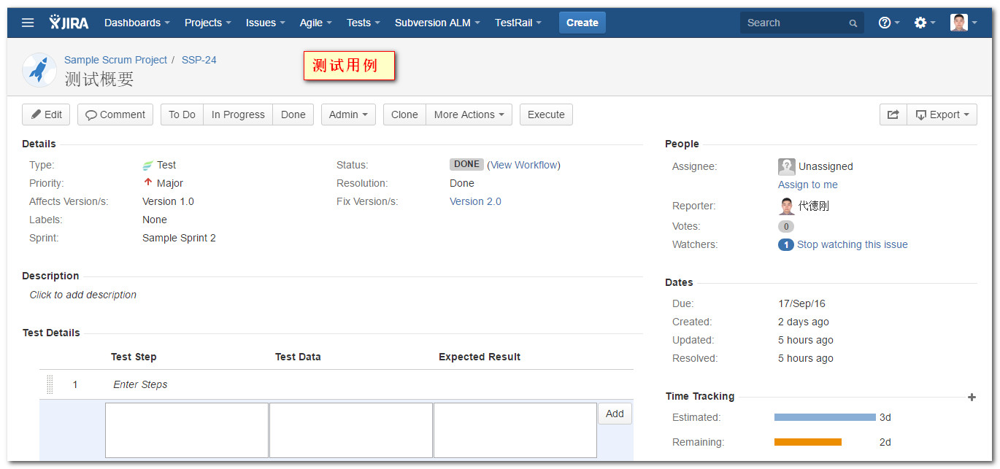 JIRA Dashboards Projects Issues Agile Tests Subversion ALM TestRail Create Search
Sample Scrum Project / SSP-24
测试概要
测试用例
Edit Comment To Do In Progress Done Admin Clone More Actions Execute Export
Details
Type: Test
Status: DONE (View Workflow)
Priority: Major
Resolution: Done
Affects Version/s: Version 1.0
Fix Version/s: Version 2.0
Labels: None
Sprint: Sample Sprint 2
Description
Click to add description
Test Details
Test Step Test Data Expected Result
1 Enter Steps
Add
People
Assignee: Unassigned
Assign to me
Reporter: 代德刚
Votes: 0
Watchers: 1 Stop watching this issue
Dates
Due: 17/Sep/16
Created: 2 days ago
Updated: 5 hours ago
Resolved: 5 hours ago
Time Tracking
Estimated: 3d
Remaining: 2d